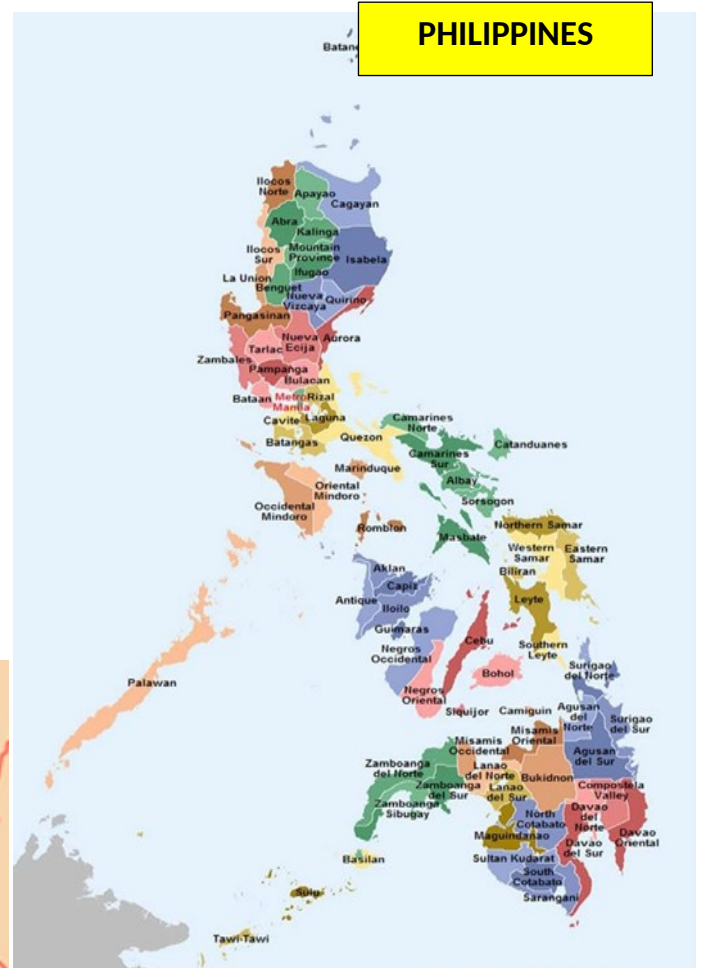 PHILIPPINES
Batane
Ilocos
Norte
Apayao
Cagayan
Abra
Kalinga
Ilocos
Sur
Mountain
Province
Isabela
Ifugao
La Union
Benguet
Nueva
Vizcaya
Quirino
Pangasinan
Nueva
Ecija
Aurora
Tarlac
Zambales
Pampanga
Bulacan
Bataan
Metro
Manila
Rizal
Cavite
Laguna
Batangas
Quezon
Camarines
Norte
Catanduanes
Camarines
Sur
Marinduque
Albay
Oriental
Mindoro
Sorsogon
Occidental
Mindoro
Romblon
Masbate
Northern Samar
Western
Samar
Eastern
Samar
Biliran
Aklan
Capiz
Antique
Iloilo
Leyte
Guimaras
Cebu
Negros
Occidental
Southern
Leyte
Bohol
Surigao
del Norte
Palawan
Negros
Oriental
Siquijor
Camiguin
Agusan
del
Norte
Surigao
del Sur
Misamis
Oriental
Misamis
Occidental
Agusan
del Sur
Zamboanga
del Norte
Lanao
del Norte
Bukidnon
Zamboanga
del Sur
Lanao
del Sur
Compostela
Valley
Zamboanga
Sibugay
North
Cotabato
Davao
del
Norte
Maguindanao
Davao
Oriental
Davao
del Sur
Basilan
Sultan Kudarat
South
Cotabato
Sarangani
Sulu
Tawi-Tawi